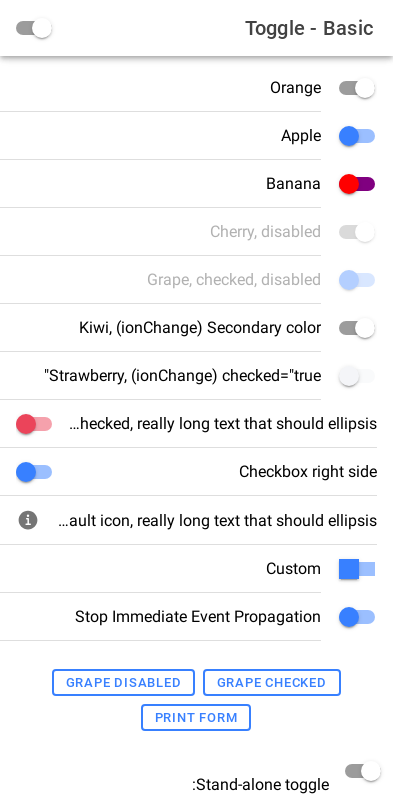 Toggle - Basic
Orange
Apple
Banana
Cherry, disabled
Grape, checked, disabled
Kiwi, (ionChange) Secondary color
"Strawberry, (ionChange) checked="true
...hecked, really long text that should ellipsis
Checkbox right side
...ault icon, really long text that should ellipsis
Custom
Stop Immediate Event Propagation
GRAPE DISABLED GRAPE CHECKED
PRINT FORM
:Stand-alone toggle